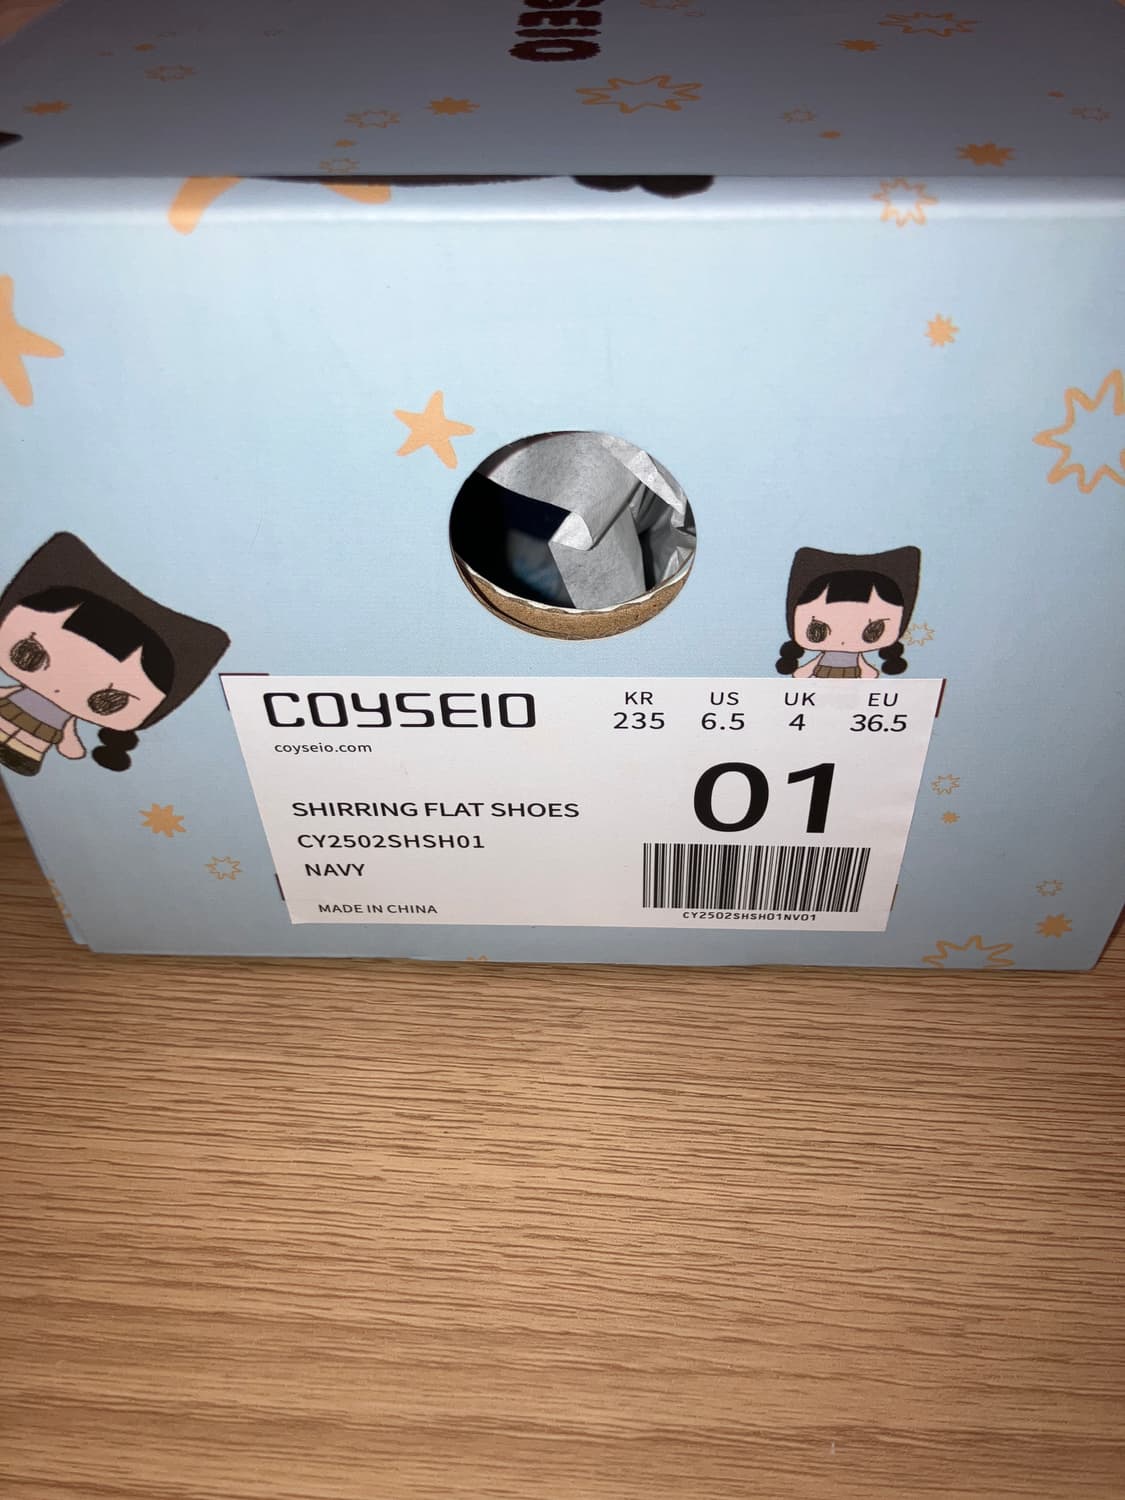 SEIO
COYSEIO
coyseio.com
KR US UK EU
235 6.5 4 36.5
01
SHIRRING FLAT SHOES
CY2502SHSH01
NAVY
MADE IN CHINA
CY2502SHSH01NV01